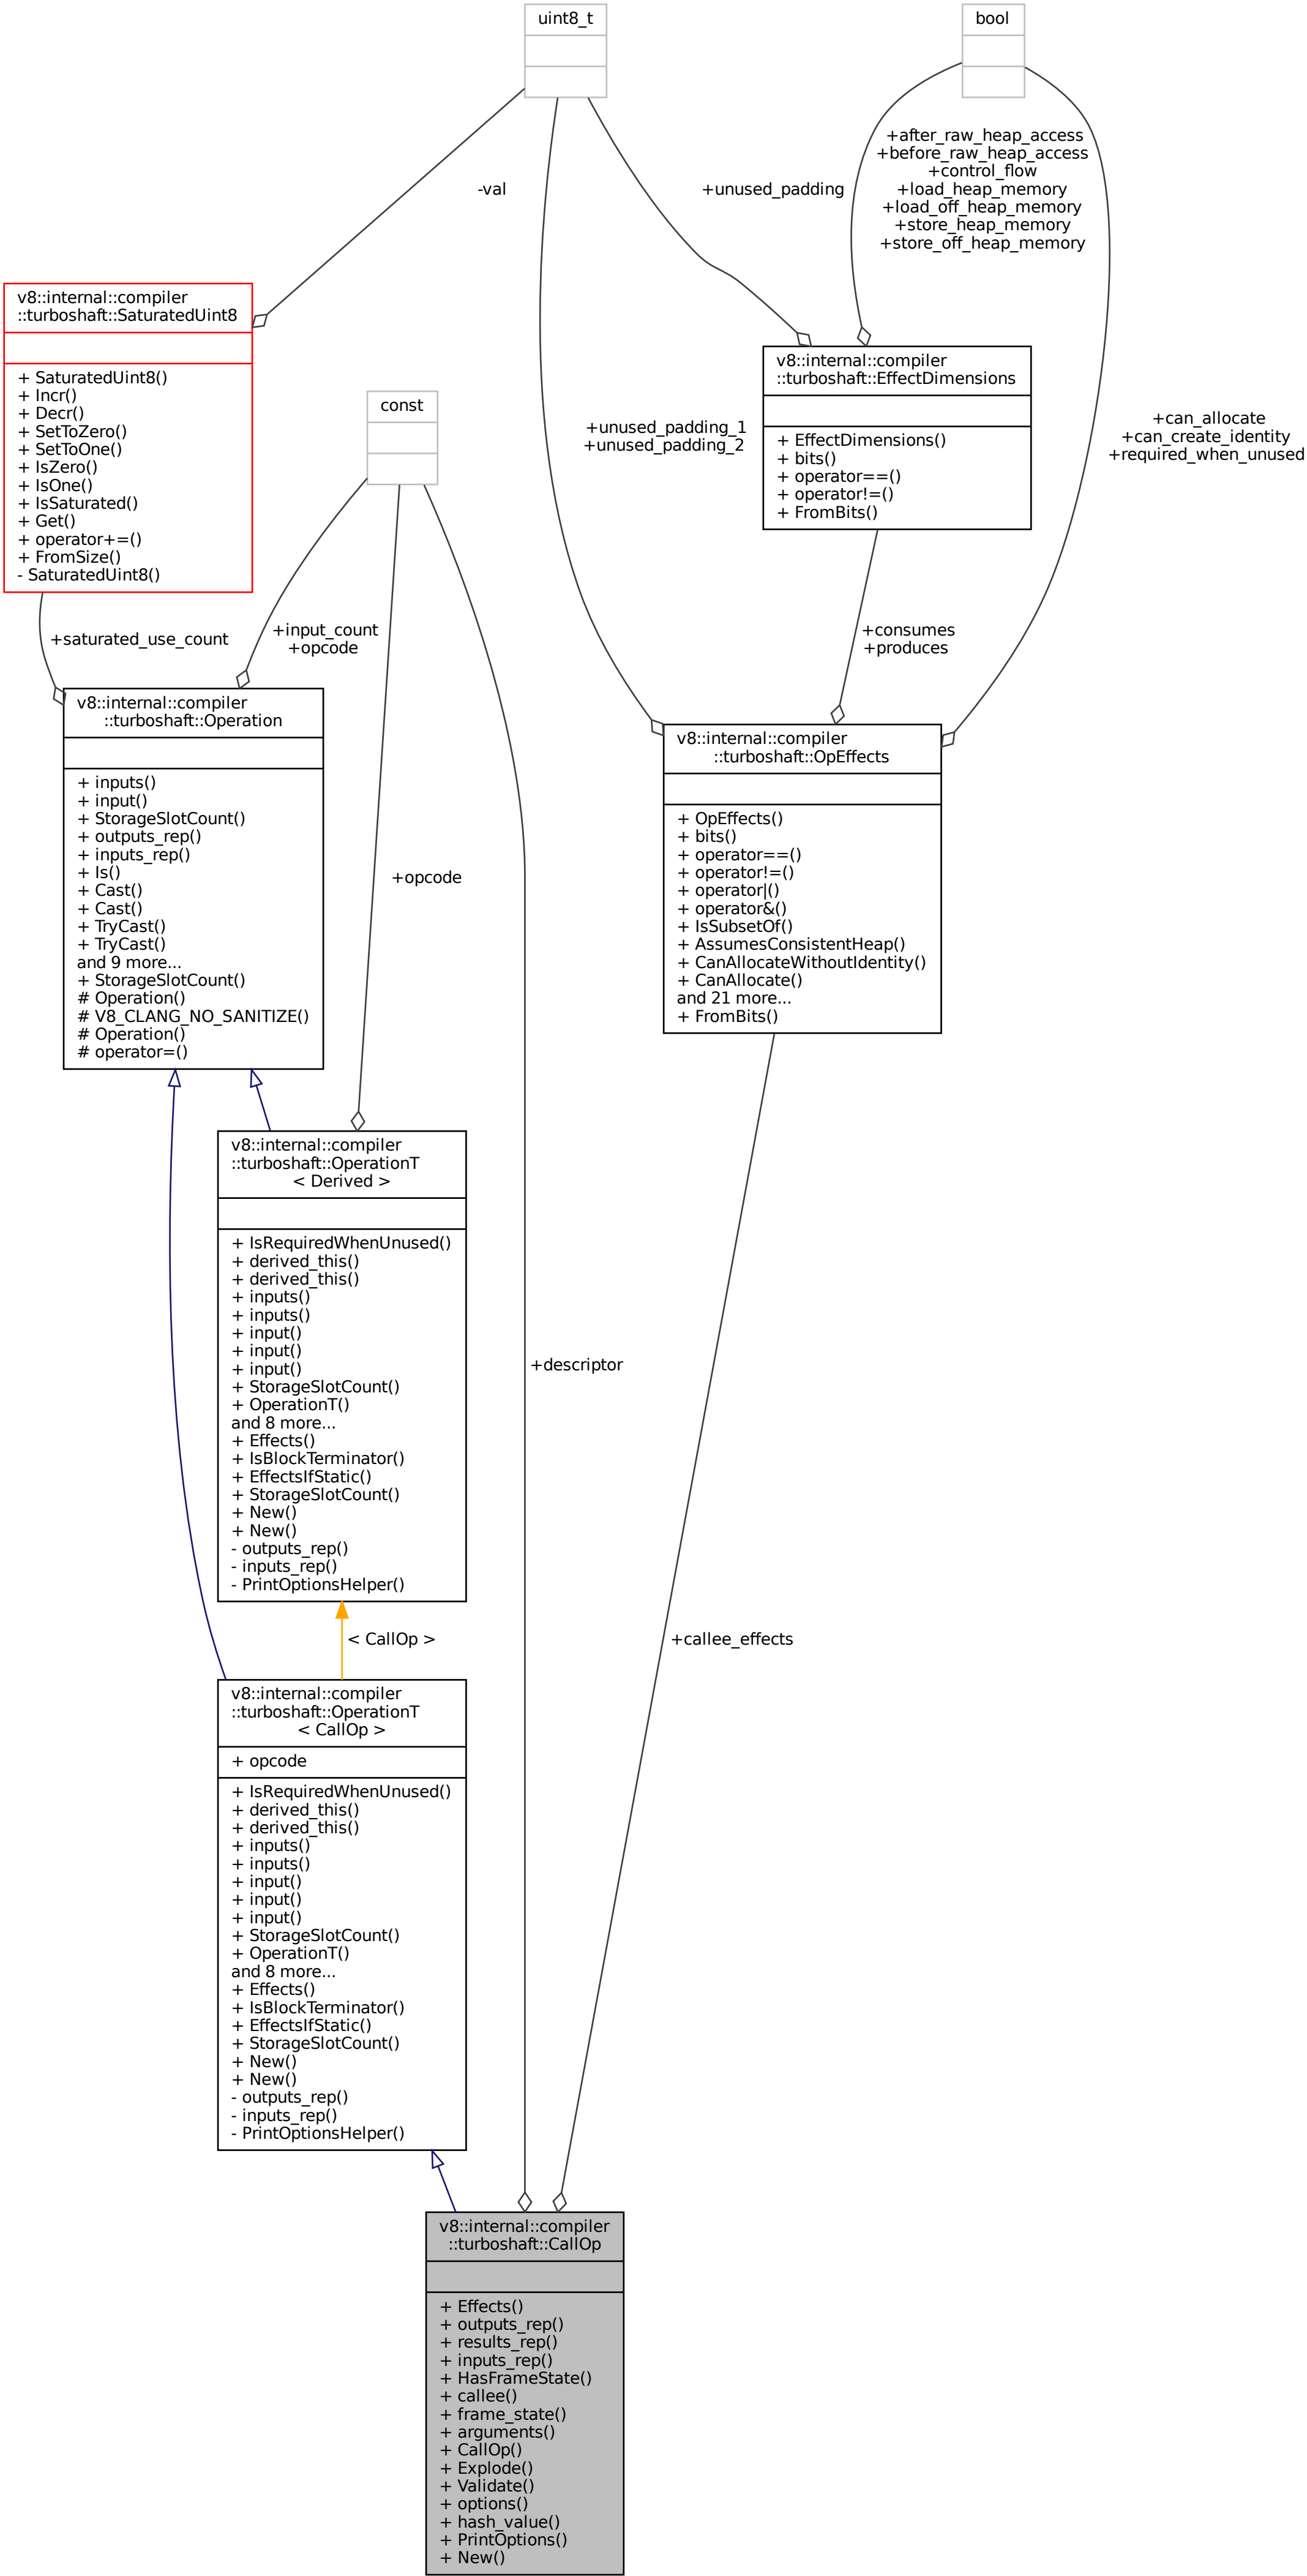 uint8_t
bool
+after_raw_heap_access
+before_raw_heap_access
+control_flow
+load_heap_memory
+load_off_heap_memory
+store_heap_memory
+store_off_heap_memory
-val
+unused_padding
v8::internal::compiler
::turboshaft::SaturatedUint8
+ SaturatedUint8()
+ Incr()
+ Decr()
+ SetToZero()
+ SetToOne()
+ IsZero()
+ IsOne()
+ IsSaturated()
+ Get()
+ operator+=()
+ FromSize()
- SaturatedUint8()
const
+unused_padding_1
+unused_padding_2
v8::internal::compiler
::turboshaft::EffectDimensions
+ EffectDimensions()
+ bits()
+ operator==()
+ operator!=()
+ FromBits()
+can_allocate
+can_create_identity
+required_when_unused
+saturated_use_count
+input_count
+opcode
+consumes
+produces
v8::internal::compiler
::turboshaft::Operation
+ inputs()
+ input()
+ StorageSlotCount()
+ outputs_rep()
+ inputs_rep()
+ Is()
+ Cast()
+ Cast()
+ TryCast()
+ TryCast()
and 9 more...
+ StorageSlotCount()
# Operation()
# V8_CLANG_NO_SANITIZE()
# Operation()
# operator=()
+opcode
v8::internal::compiler
::turboshaft::OpEffects
+ OpEffects()
+ bits()
+ operator==()
+ operator!=()
+ operator|()
+ operator&()
+ IsSubsetOf()
+ AssumesConsistentHeap()
+ CanAllocateWithoutIdentity()
+ CanAllocate()
and 21 more...
+ FromBits()
v8::internal::compiler
::turboshaft::OperationT
< Derived >
+ IsRequiredWhenUnused()
+ derived_this()
+ derived_this()
+ inputs()
+ inputs()
+ input()
+ input()
+ input()
+ StorageSlotCount()
+ OperationT()
and 8 more...
+ Effects()
+ IsBlockTerminator()
+ EffectsIfStatic()
+ StorageSlotCount()
+ New()
+ New()
- outputs_rep()
- inputs_rep()
- PrintOptionsHelper()
+descriptor
< CallOp >
+callee_effects
v8::internal::compiler
::turboshaft::OperationT
< CallOp >
+ opcode
+ IsRequiredWhenUnused()
+ derived_this()
+ derived_this()
+ inputs()
+ inputs()
+ input()
+ input()
+ input()
+ StorageSlotCount()
+ OperationT()
and 8 more...
+ Effects()
+ IsBlockTerminator()
+ EffectsIfStatic()
+ StorageSlotCount()
+ New()
+ New()
- outputs_rep()
- inputs_rep()
- PrintOptionsHelper()
v8::internal::compiler
::turboshaft::CallOp
+ Effects()
+ outputs_rep()
+ results_rep()
+ inputs_rep()
+ HasFrameState()
+ callee()
+ frame_state()
+ arguments()
+ CallOp()
+ Explode()
+ Validate()
+ options()
+ hash_value()
+ PrintOptions()
+ New()